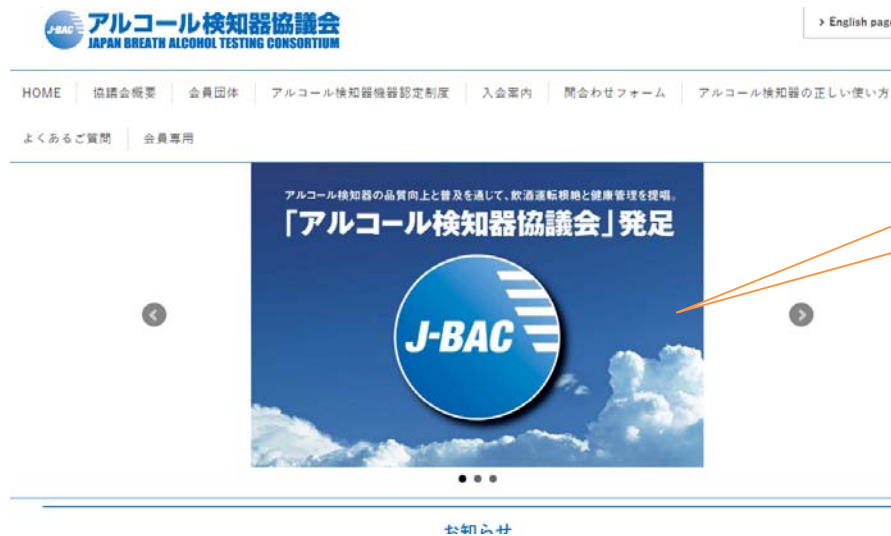 J-BAC アルコール検知器協議会
JAPAN BREATH ALCOHOL TESTING CONSORTIUM
> English page
HOME 協議会概要 会員団体 アルコール検知器機器認定制度 入会案内 問合わせフォーム アルコール検知器の正しい使い方
よくあるご質問 会員専用
アルコール検知器の品質向上と普及を通じて、飲酒運転根絶と健康管理を提唱。
「アルコール検知器協議会」発足
J-BAC
お知らせ